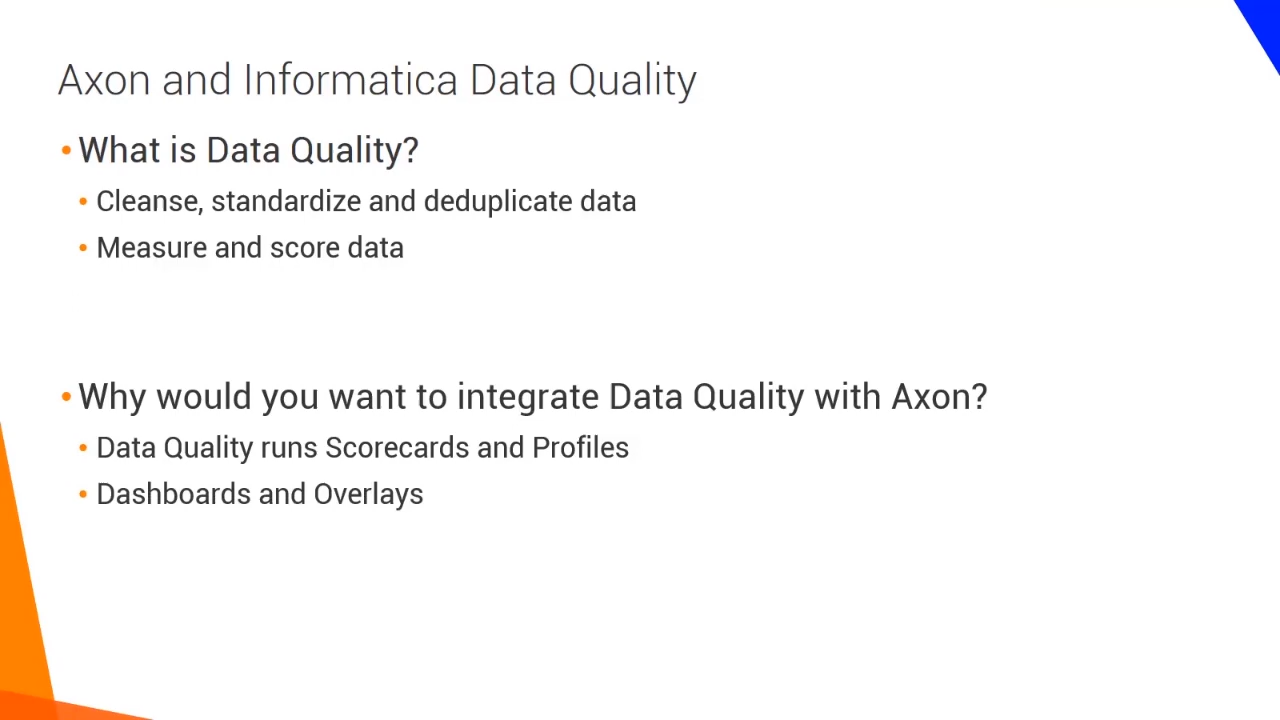 Axon and Informatica Data Quality
• What is Data Quality?
• Cleanse, standardize and deduplicate data
• Measure and score data
• Why would you want to integrate Data Quality with Axon?
• Data Quality runs Scorecards and Profiles
• Dashboards and Overlays